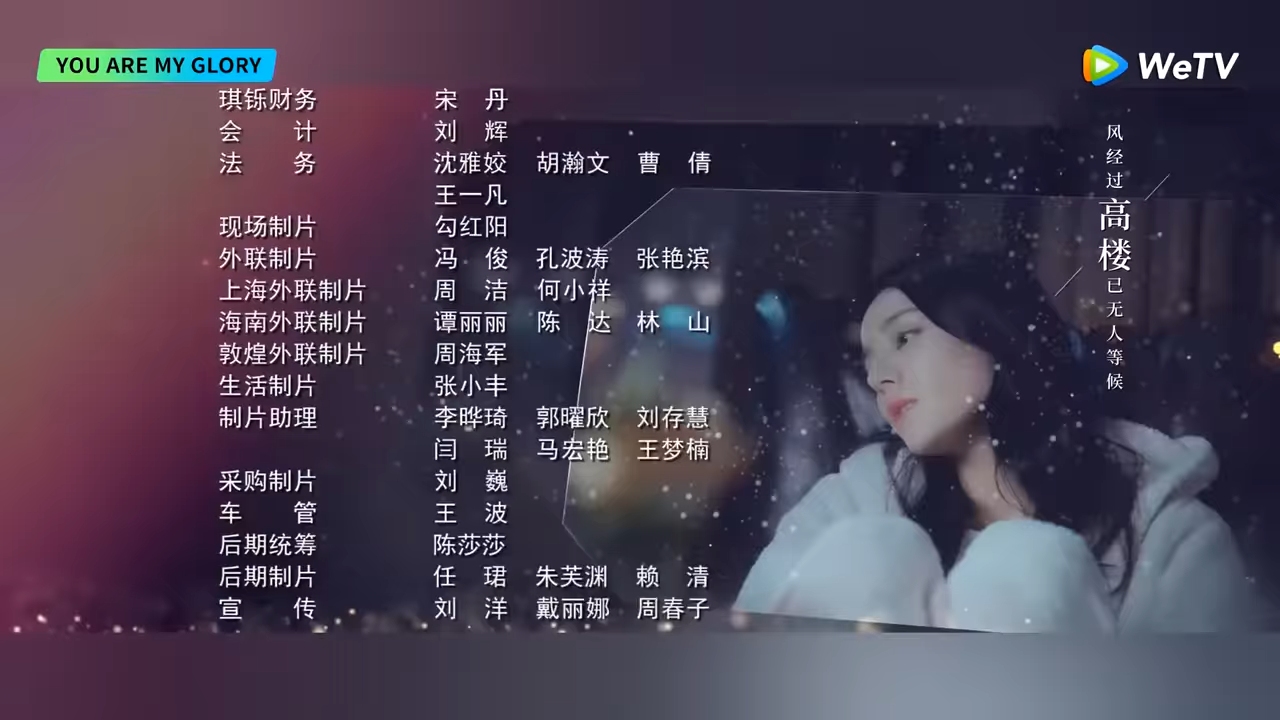 YOU ARE MY GLORY
WeTV
琪铄财务 宋 丹
会 计 刘 辉
法 务 沈雅姣 胡瀚文 曹 倩
王一凡
现场制片 勾红阳
外联制片 冯 俊 孔波涛 张艳滨
上海外联制片 周 洁 何小祥
海南外联制片 谭丽丽 陈 达 林 山
敦煌外联制片 周海军
生活制片 张小丰
制片助理 李晔琦 郭曜欣 刘存慧
闫 瑞 马宏艳 王梦楠
采购制片 刘 巍
车 管 王 波
后期统筹 陈莎莎
后期制片 任 珺 朱芙渊 赖 清
宣 传 刘 洋 戴丽娜 周春子
风经过高楼已无人等候